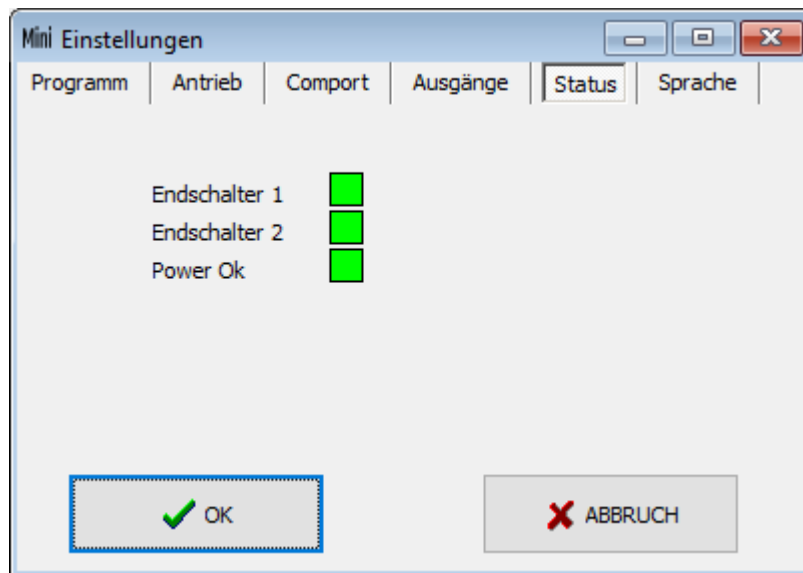 Mini Einstellungen
Programm Antrieb Comport Ausgänge Status Sprache
Endschalter 1
Endschalter 2
Power Ok
OK ABBRUCH